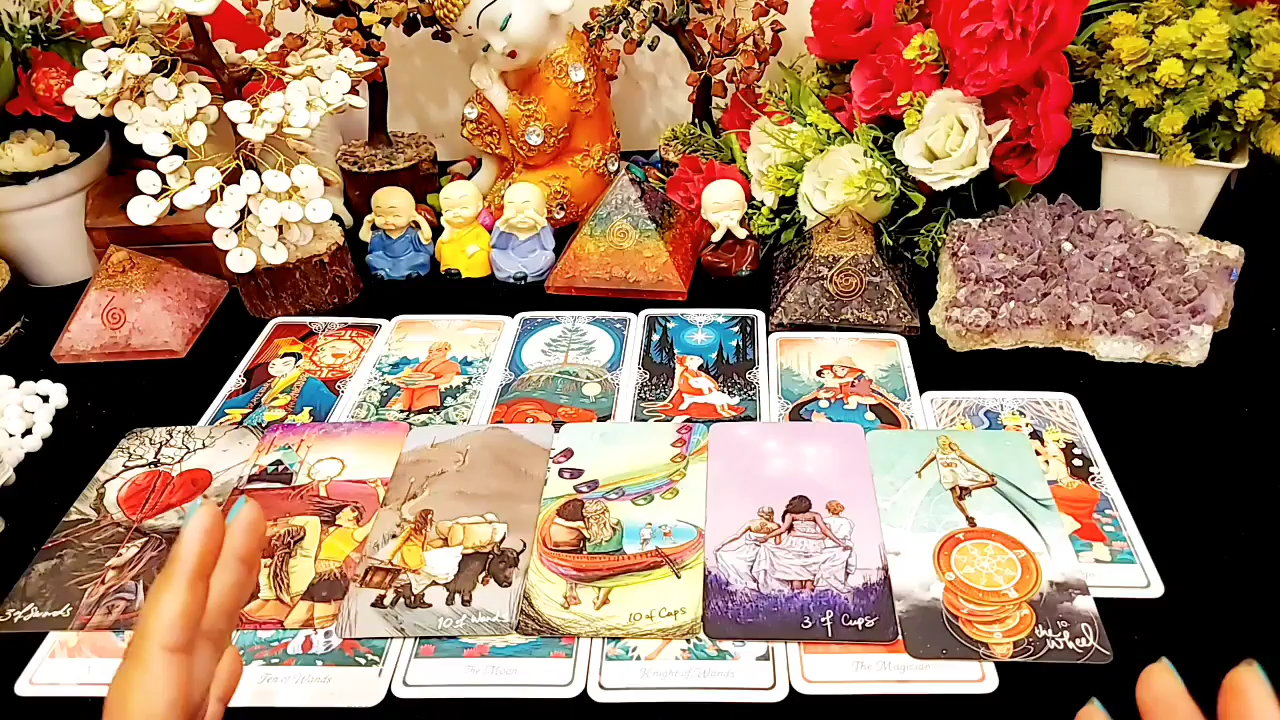 3 of Swords
10 of Wands
10 of Cups
3 of Cups
10
the
Wheel
Ten of Wands
The Moon
Knight of Wands
The Magician